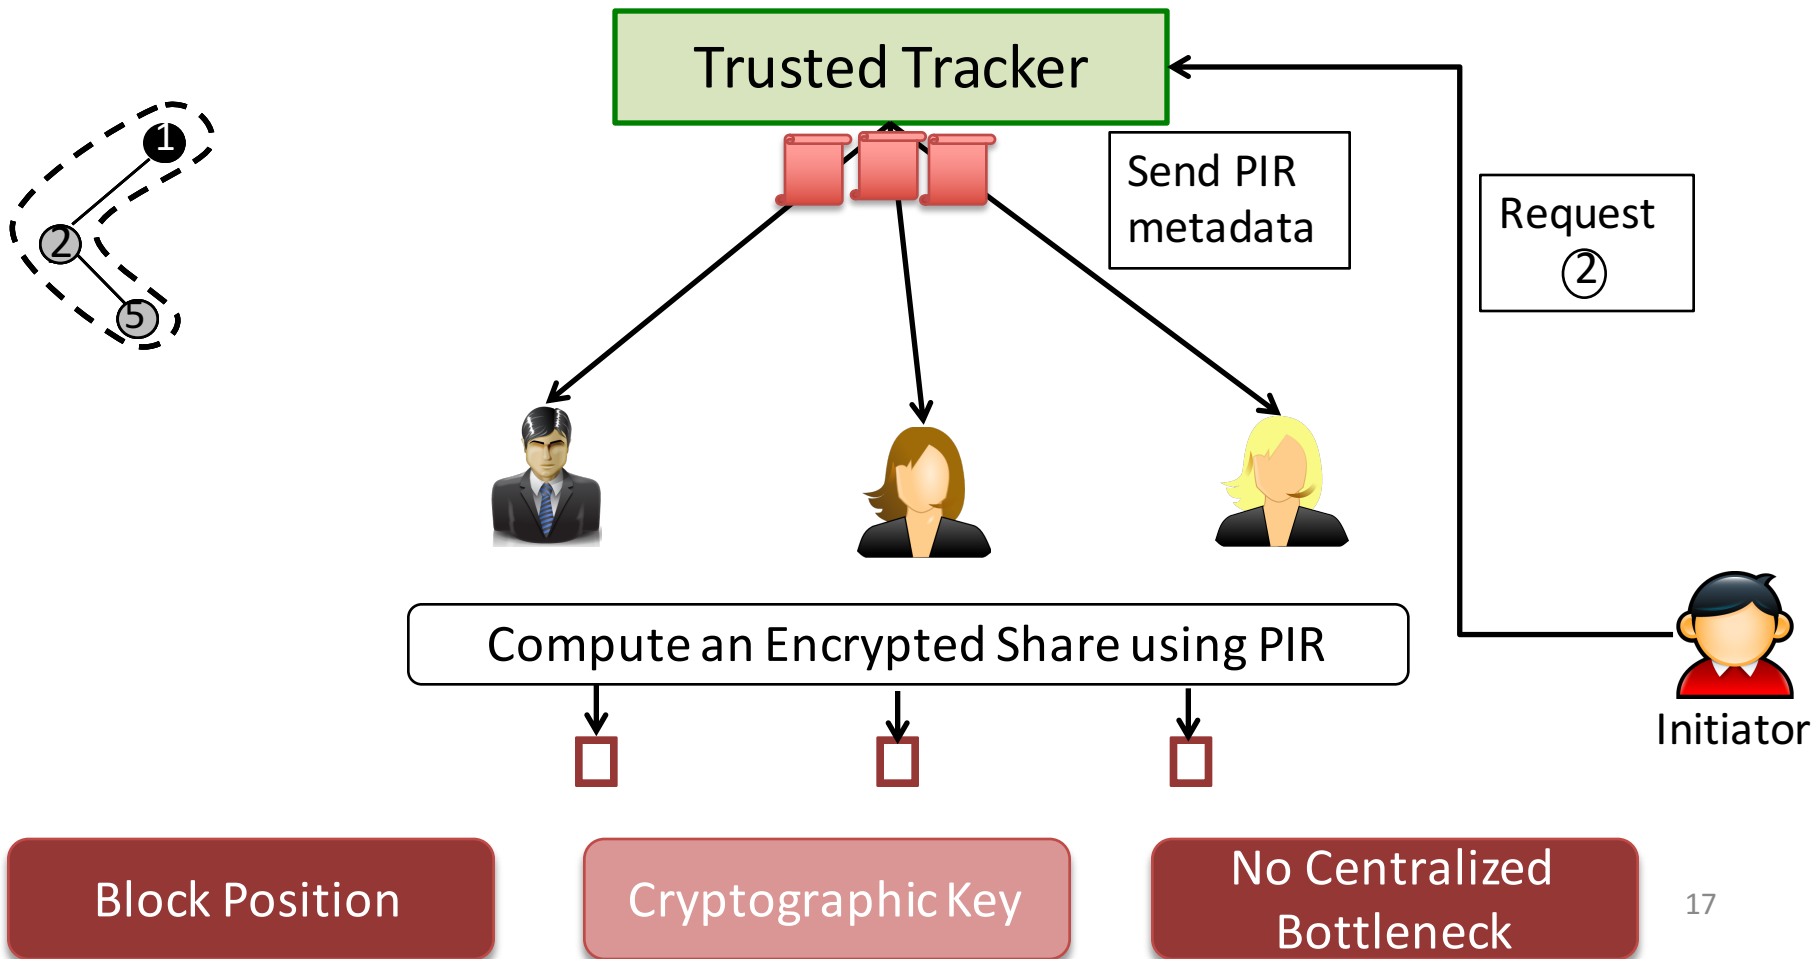 Trusted Tracker
1
2
5
Send PIR
metadata
Request
2
Compute an Encrypted Share using PIR
Initiator
Block Position
Cryptographic Key
No Centralized
Bottleneck
17